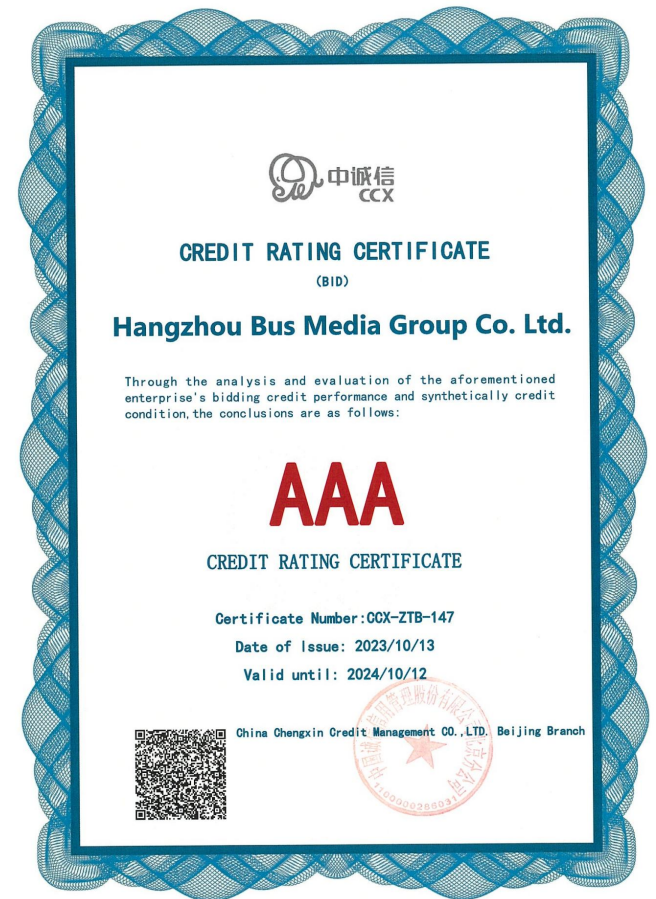 中诚信
CCX
CREDIT RATING CERTIFICATE
(BID)
Hangzhou Bus Media Group Co. Ltd.
Through the analysis and evaluation of the aforementioned
enterprise's bidding credit performance and synthetically credit
condition, the conclusions are as follows:
AAA
CREDIT RATING CERTIFICATE
Certificate Number:CCX-ZTB-147
Date of Issue: 2023/10/13
Valid until: 2024/10/12
China Chengxin Credit Management CO.,LTD. Beijing Branch